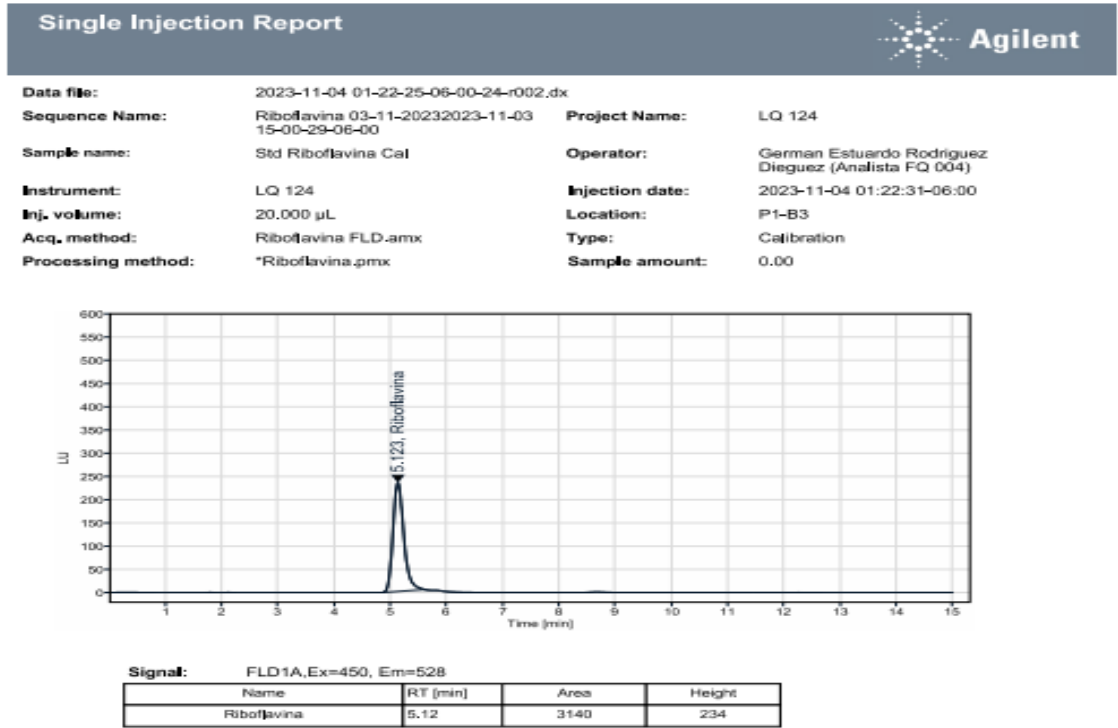 Single Injection Report
Agilent
Data file: 2023-11-04 01-22-25-06-00-24-r002.dx
Sequence Name: Riboflavina 03-11-20232023-11-03 Project Name: LQ 124
15-00-29-06-00
Sample name: Std Riboflavina Cal Operator: German Estuardo Rodriguez
Dieguez (Analista FQ 004)
Instrument: LQ 124 Injection date: 2023-11-04 01:22:31-06:00
Inj. volume: 20.000 µL Location: P1-B3
Acq. method: Riboflavina FLD.amx Type: Calibration
Processing method: *Riboflavina.pmx Sample amount: 0.00
600
550
500
450
400
350
300
250
200
150
100
50
0
LU
5.123, Riboflavina
1 2 3 4 5 6 7 8 9 10 11 12 13 14 15
Time [min]
Signal: FLD1A,Ex=450, Em=528
Name RT [min] Area Height
Riboflavina 5.12 3140 234